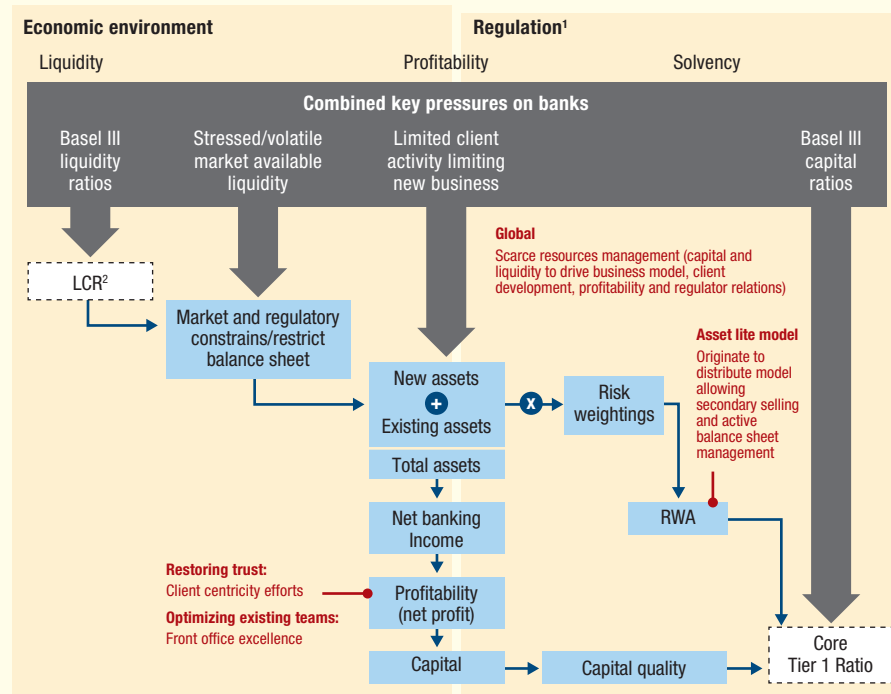 Economic environment
Regulation¹
Liquidity
Profitability
Solvency
Combined key pressures on banks
Basel III
liquidity
ratios
Stressed/volatile
market available
liquidity
Limited client
activity limiting
new business
Basel III
capital
ratios
Global
Scarce resources management (capital and
liquidity to drive business model, client
development, profitability and regulator relations)
LCR²
Market and regulatory
constrains/restrict
balance sheet
Asset lite model
Originate to
distribute model
allowing
secondary selling
and active
balance sheet
management
New assets
+
Existing assets
x
Risk
weightings
Total assets
Net banking
Income
RWA
Restoring trust:
Client centricity efforts
Optimizing existing teams:
Front office excellence
Profitability
(net profit)
Capital
Capital quality
Core
Tier 1 Ratio